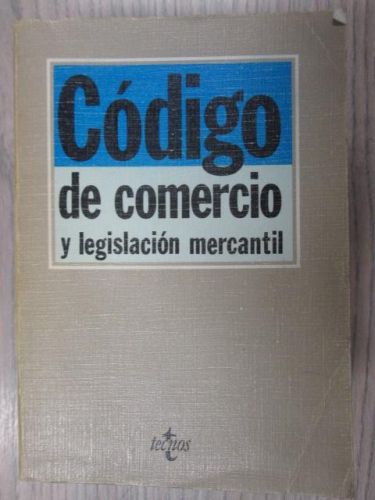 Código
de comercio
y legislación mercantil
tecnos